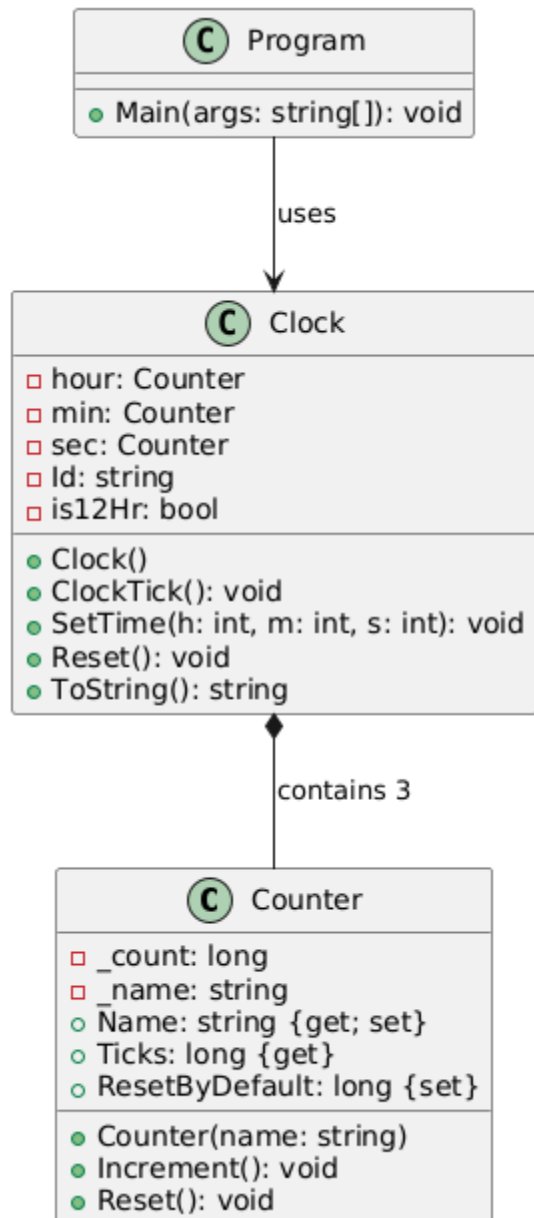 C Program
Main(args: string[]): void
uses
C Clock
hour: Counter
min: Counter
sec: Counter
Id: string
is12Hr: bool
Clock()
ClockTick(): void
SetTime(h: int, m: int, s: int): void
Reset(): void
ToString(): string
contains 3
C Counter
_count: long
_name: string
Name: string {get; set}
Ticks: long {get}
ResetByDefault: long {set}
Counter(name: string)
Increment(): void
Reset(): void